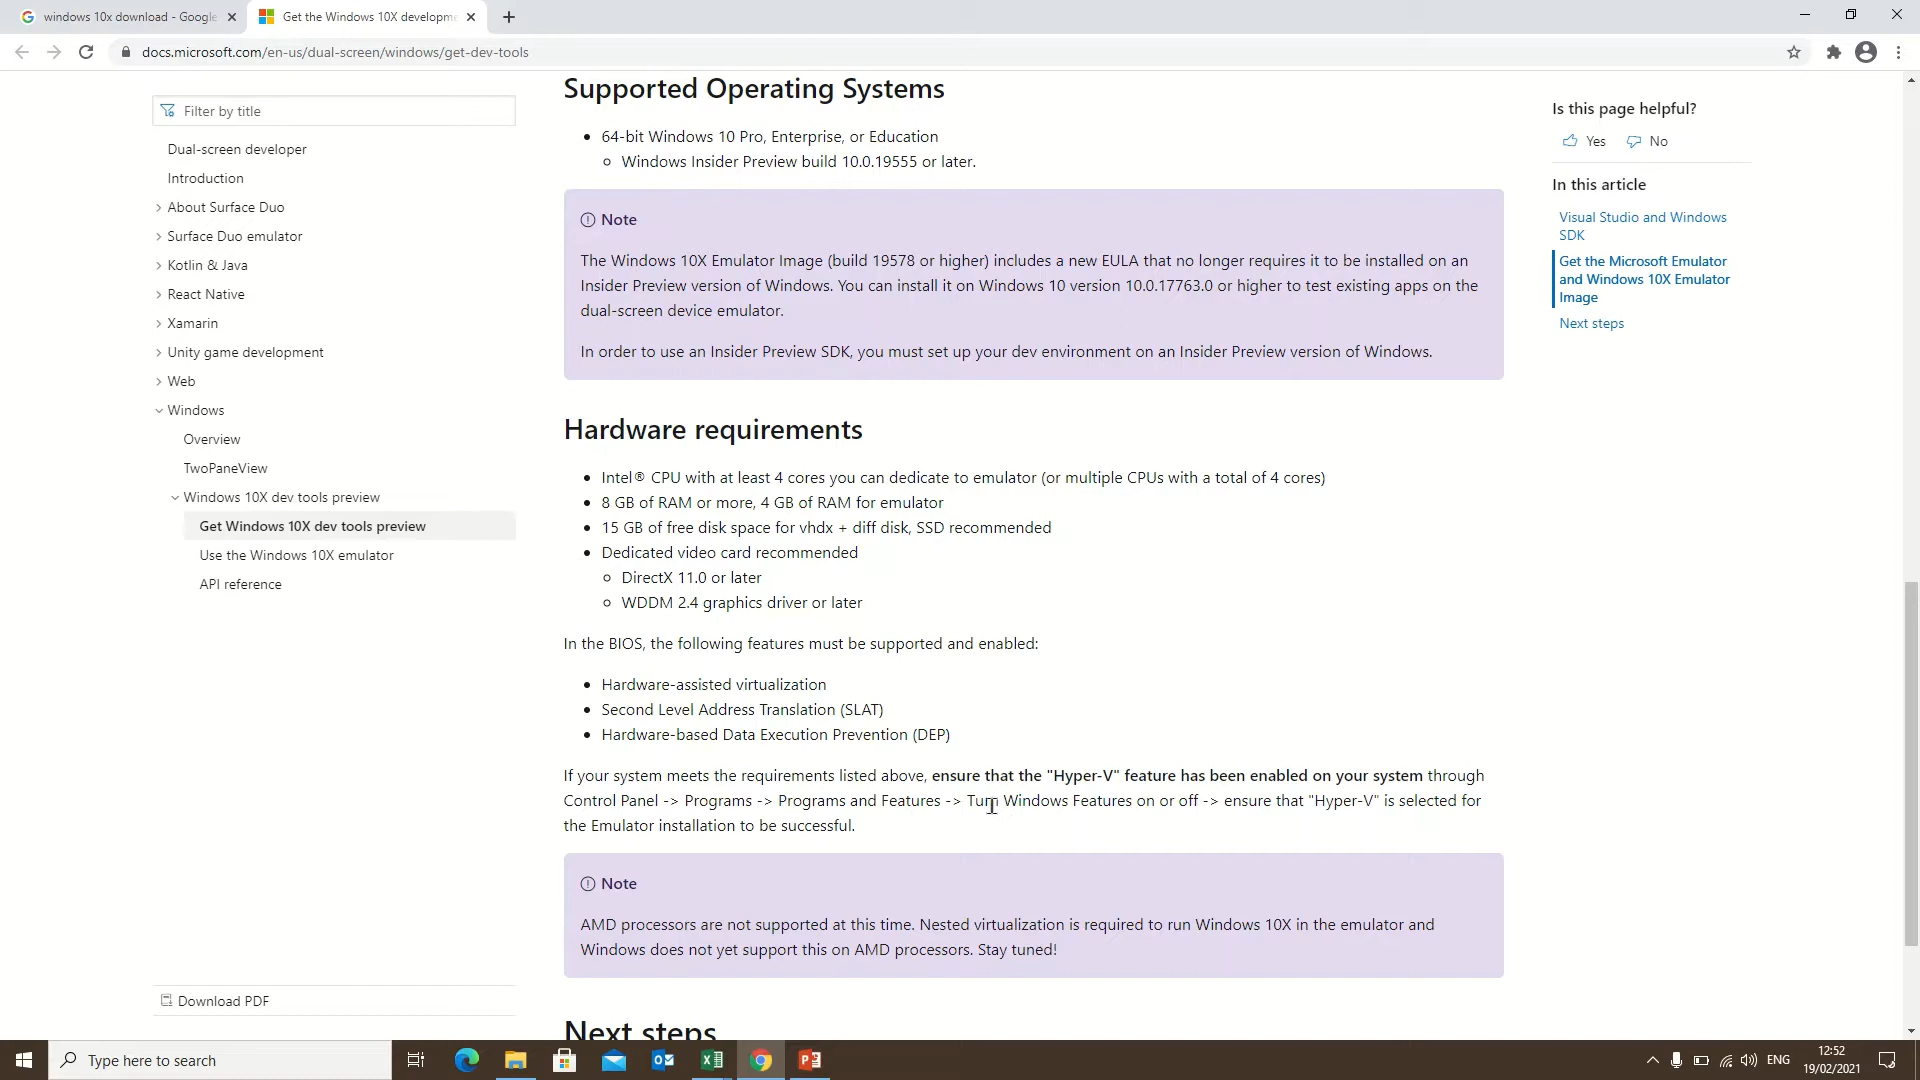 windows 10x download - Google
Get the Windows 10X developme
docs.microsoft.com/en-us/dual-screen/windows/get-dev-tools
Filter by title
Dual-screen developer
Introduction
About Surface Duo
Surface Duo emulator
Kotlin & Java
React Native
Xamarin
Unity game development
Web
Windows
Overview
TwoPaneView
Windows 10X dev tools preview
Get Windows 10X dev tools preview
Use the Windows 10X emulator
API reference
Download PDF
Supported Operating Systems
64-bit Windows 10 Pro, Enterprise, or Education
Windows Insider Preview build 10.0.19555 or later.
Note
The Windows 10X Emulator Image (build 19578 or higher) includes a new EULA that no longer requires it to be installed on an
Insider Preview version of Windows. You can install it on Windows 10 version 10.0.17763.0 or higher to test existing apps on the
dual-screen device emulator.
In order to use an Insider Preview SDK, you must set up your dev environment on an Insider Preview version of Windows.
Hardware requirements
Intel® CPU with at least 4 cores you can dedicate to emulator (or multiple CPUs with a total of 4 cores)
8 GB of RAM or more, 4 GB of RAM for emulator
15 GB of free disk space for vhdx + diff disk, SSD recommended
Dedicated video card recommended
DirectX 11.0 or later
WDDM 2.4 graphics driver or later
In the BIOS, the following features must be supported and enabled:
Hardware-assisted virtualization
Second Level Address Translation (SLAT)
Hardware-based Data Execution Prevention (DEP)
If your system meets the requirements listed above, ensure that the "Hyper-V" feature has been enabled on your system through
Control Panel -> Programs -> Programs and Features -> Turn Windows Features on or off -> ensure that "Hyper-V" is selected for
the Emulator installation to be successful.
Note
AMD processors are not supported at this time. Nested virtualization is required to run Windows 10X in the emulator and
Windows does not yet support this on AMD processors. Stay tuned!
Next steps
Is this page helpful?
Yes No
In this article
Visual Studio and Windows
SDK
Get the Microsoft Emulator
and Windows 10X Emulator
Image
Next steps
Type here to search
ENG
12:52
19/02/2021